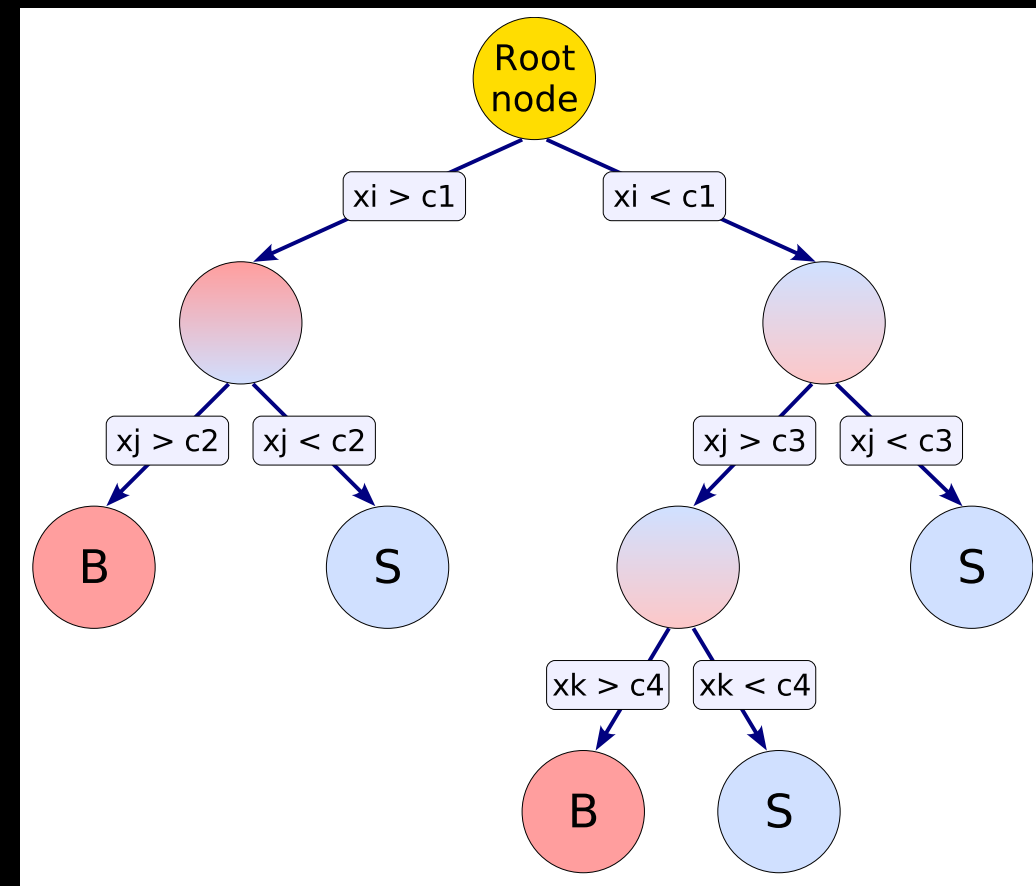 Root
node
xi > c1
xi < c1
xj > c2
xj < c2
xj > c3
xj < c3
B
S
S
xk > c4
xk < c4
B
S